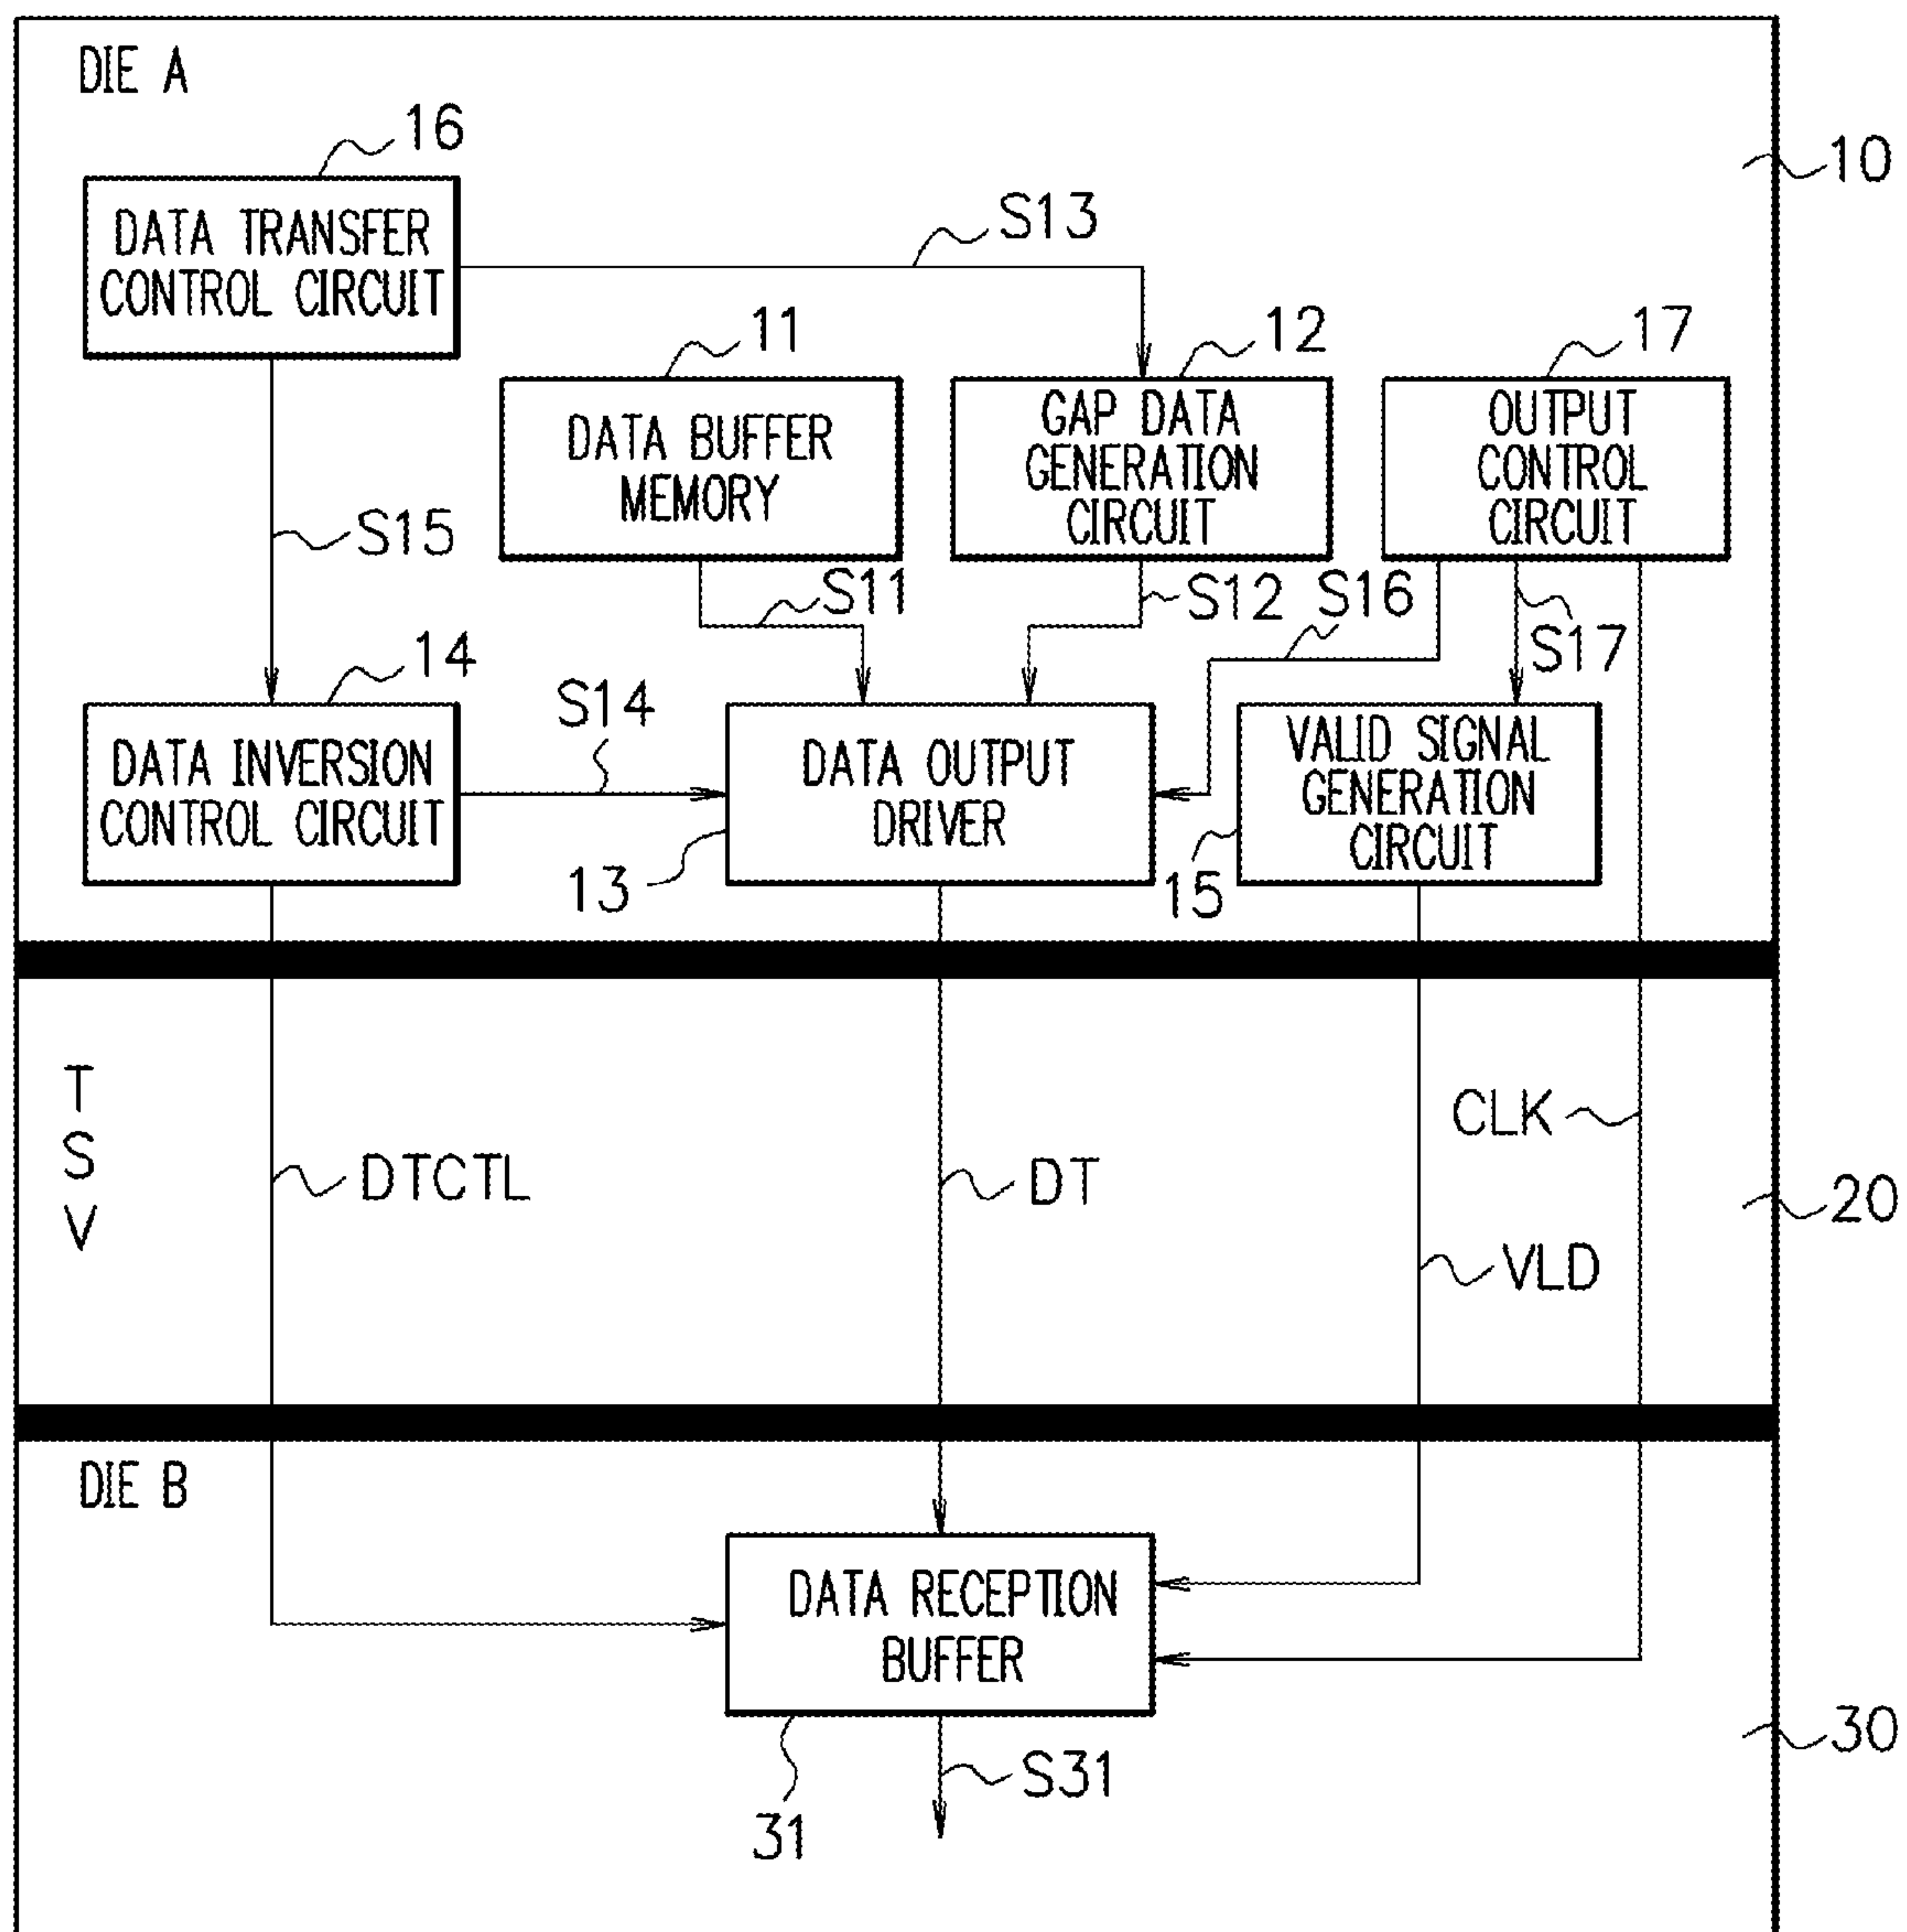 DIE A
16
10
DATA TRANSFER
CONTROL CIRCUIT
S13
11
12
17
DATA BUFFER
MEMORY
GAP DATA
GENERATION
CIRCUIT
OUTPUT
CONTROL
CIRCUIT
S15
S11
S12
S16
S17
14
S14
DATA INVERSION
CONTROL CIRCUIT
DATA OUTPUT
DRIVER
VALID SIGNAL
GENERATION
CIRCUIT
13
15
T
S
V
CLK
DTCTL
DT
20
VLD
DIE B
DATA RECEPTION
BUFFER
30
S31
31